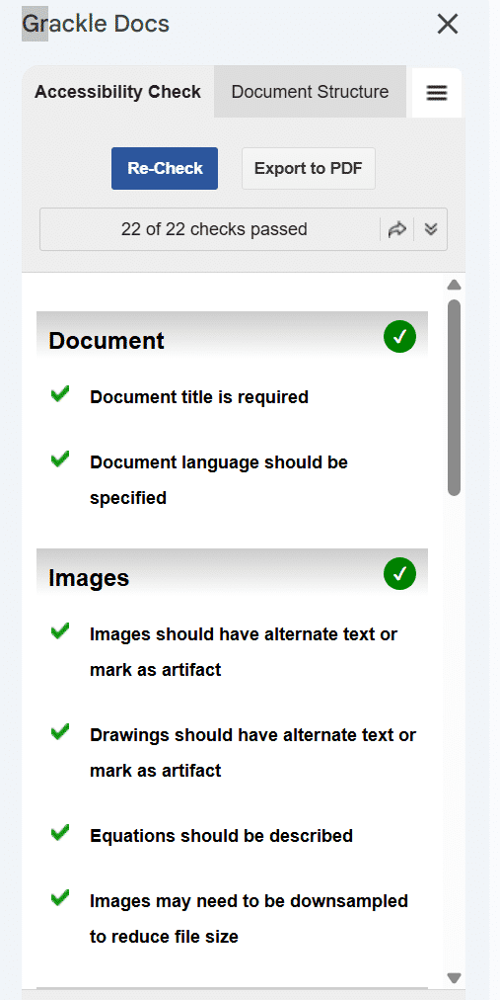 Grackle Docs
Accessibility Check
Document Structure
Re-Check
Export to PDF
22 of 22 checks passed
Document
Document title is required
Document language should be
specified
Images
Images should have alternate text or
mark as artifact
Drawings should have alternate text or
mark as artifact
Equations should be described
Images may need to be downsampled
to reduce file size